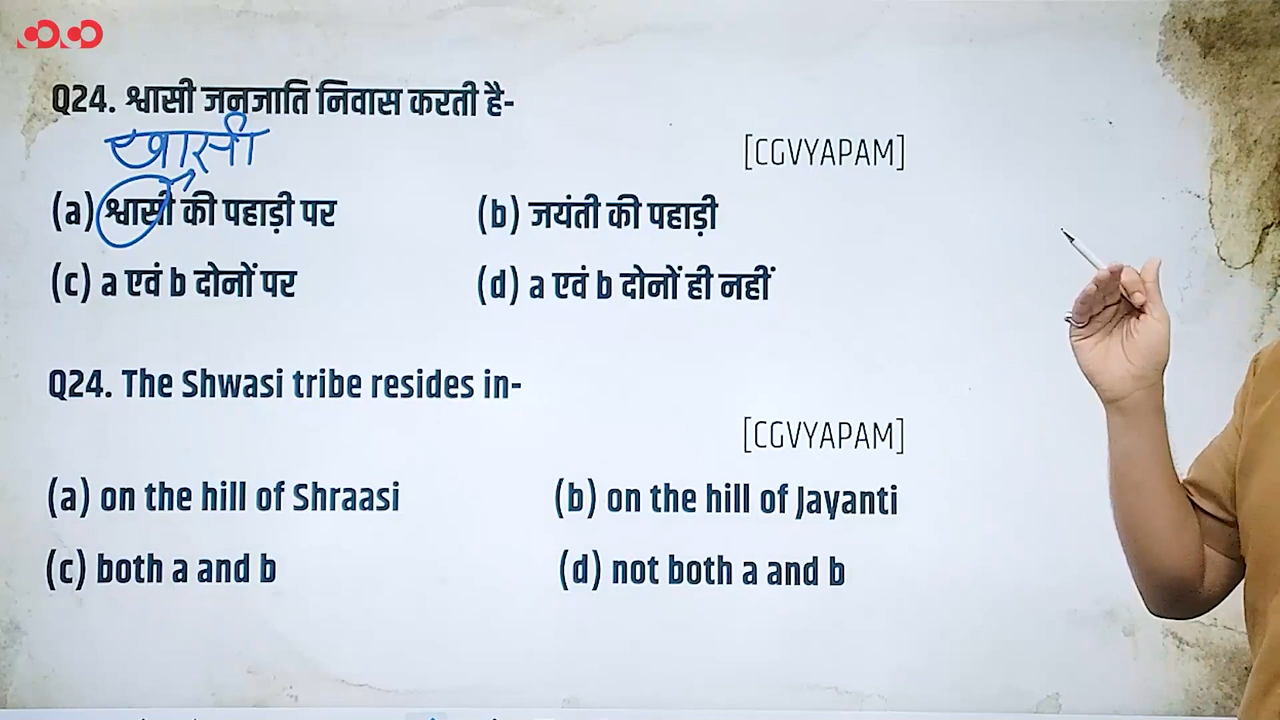 Q24. श्वासी जनजाति निवास करती है-
खासी
[CGVYAPAM]
(a) श्वासी की पहाड़ी पर (b) जयंती की पहाड़ी
(c) a एवं b दोनों पर (d) a एवं b दोनों ही नहीं
Q24. The Shwasi tribe resides in-
[CGVYAPAM]
(a) on the hill of Shraasi (b) on the hill of Jayanti
(c) both a and b (d) not both a and b